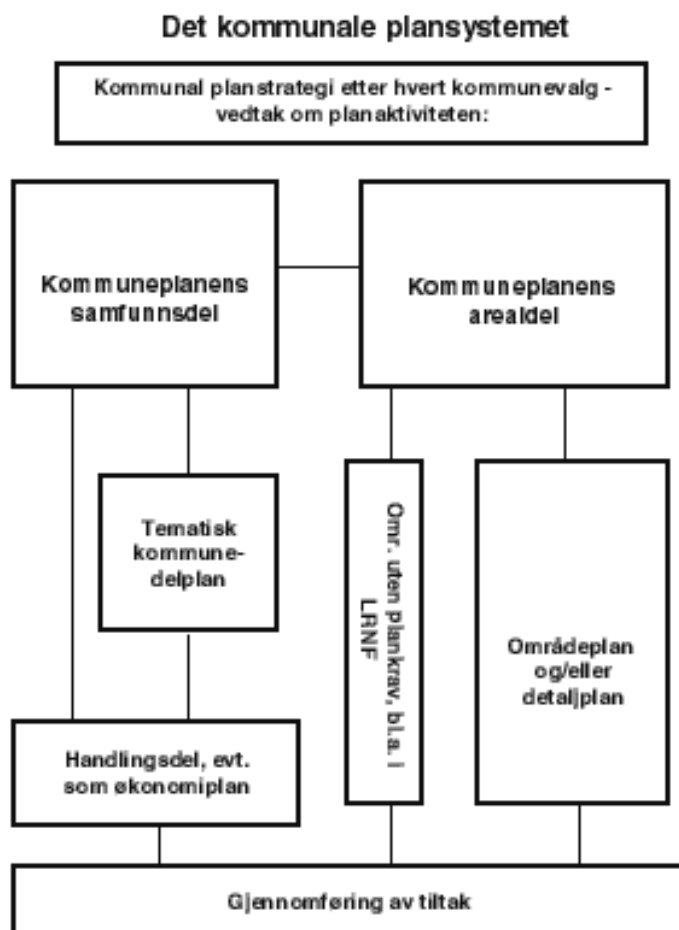 Det kommunale plansystemet
Kommunal planstrategi etter hvert kommunevalg -
vedtak om planaktiviteten:
Kommuneplanens
samfunnsdel
Kommuneplanens
arealdel
Tematisk
kommune-
delplan
Omr. uten plankrav, bl.a. i
LRNF
Områdeplan
og/eller
detaljplan
Handlingsdel, evt.
som økonomiplan
Gjennomføring av tiltak